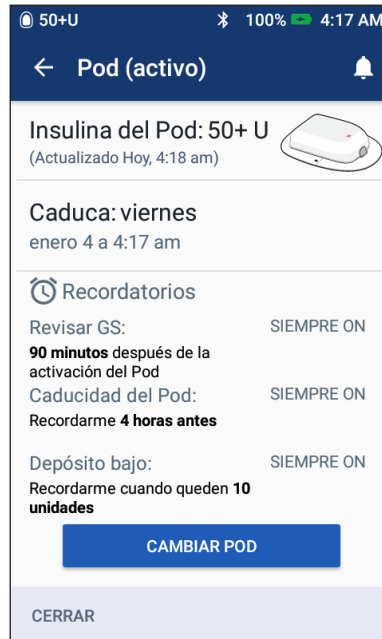 50+U 100% 4:17 AM
Pod (activo)
Insulina del Pod: 50+ U
(Actualizado Hoy, 4:18 am)
Caduca: viernes
enero 4 a 4:17 am
Recordatorios
Revisar GS: SIEMPRE ON
90 minutos después de la
activación del Pod
Caducidad del Pod: SIEMPRE ON
Recordarme 4 horas antes
Depósito bajo: SIEMPRE ON
Recordarme cuando queden 10
unidades
CAMBIAR POD
CERRAR